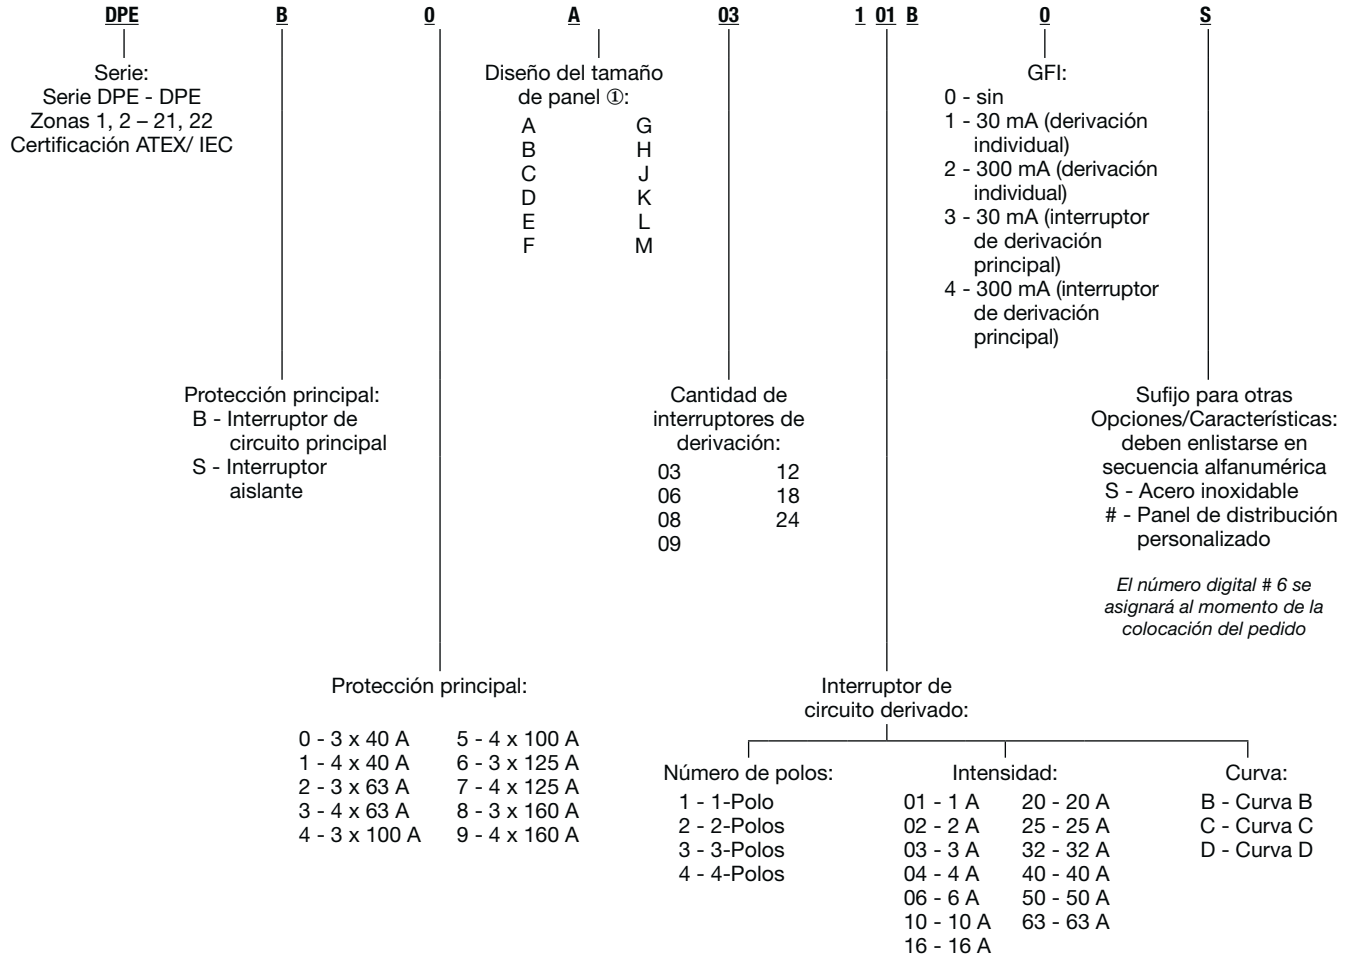 DPE B 0 A 03 1 01 B 0 S
Serie:
Serie DPE - DPE
Zonas 1, 2 – 21, 22
Certificación ATEX/ IEC
Diseño del tamaño
de panel ①:
A G
B H
C J
D K
E L
F M
GFI:
0 - sin
1 - 30 mA (derivación
individual)
2 - 300 mA (derivación
individual)
3 - 30 mA (interruptor
de derivación
principal)
4 - 300 mA (interruptor
de derivación
principal)
Protección principal:
B - Interruptor de
circuito principal
S - Interruptor
aislante
Cantidad de
interruptores de
derivación:
03 12
06 18
08 24
09
Sufijo para otras
Opciones/Características:
deben enlistarse en
secuencia alfanumérica
S - Acero inoxidable
# - Panel de distribución
personalizado
El número digital # 6 se
asignará al momento de la
colocación del pedido
Protección principal:
0 - 3 x 40 A 5 - 4 x 100 A
1 - 4 x 40 A 6 - 3 x 125 A
2 - 3 x 63 A 7 - 4 x 125 A
3 - 4 x 63 A 8 - 3 x 160 A
4 - 3 x 100 A 9 - 4 x 160 A
Interruptor de
circuito derivado:
Número de polos:
1 - 1-Polo
2 - 2-Polos
3 - 3-Polos
4 - 4-Polos
Intensidad:
01 - 1 A 20 - 20 A
02 - 2 A 25 - 25 A
03 - 3 A 32 - 32 A
04 - 4 A 40 - 40 A
06 - 6 A 50 - 50 A
10 - 10 A 63 - 63 A
16 - 16 A
Curva:
B - Curva B
C - Curva C
D - Curva D